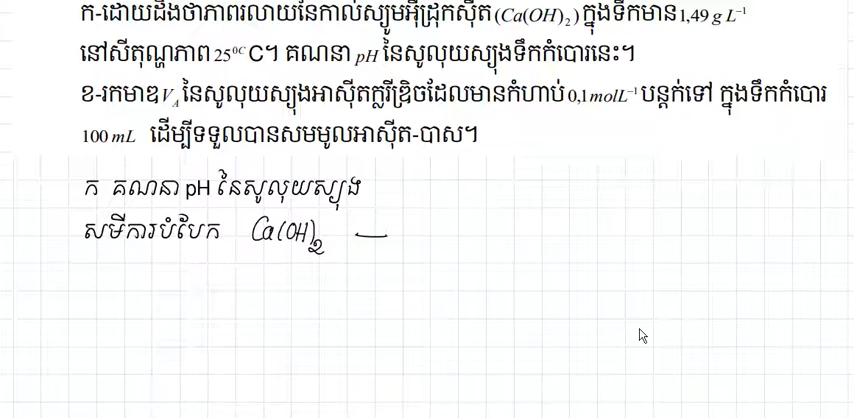 ក-ដោយដឹងថាភាពរលាយនៃកាល់ស្យូមអ៊ីដ្រុកស៊ីត (Ca(OH)₂) ក្នុងទឹកមាន 1,49 g L⁻¹
នៅសីតុណ្ហភាព 25⁰ᶜ C។ គណនា pH នៃសូលុយស្យុងទឹកកំបោរនេះ។
ខ-រកមាឌ V_A នៃសូលុយស្យុងអាស៊ីតក្លរីឌ្រិចដែលមានកំហាប់ 0,1molL⁻¹ បន្តក់ទៅ ក្នុងទឹកកំបោរ
100 mL ដើម្បីទទួលបានសមមូលអាស៊ីត-បាស។
ក គណនា pH នៃសូលុយស្យុង
សមីការបំបែក Ca(OH)₂ —